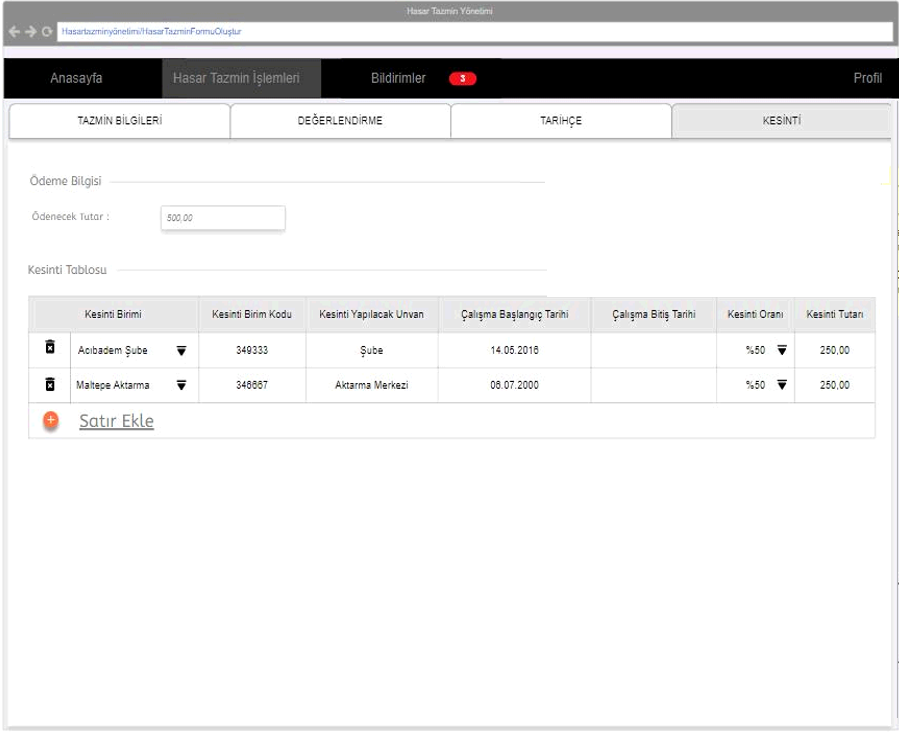 Hasar Tazmin Yönetimi
Hasartazminyönetimi/HasarTazminFormuOluştur
Anasayfa Hasar Tazmin İşlemleri Bildirimler 3 Profil
TAZMİN BİLGİLERİ DEĞERLENDİRME TARİHÇE KESİNTİ
Ödeme Bilgisi
Ödenecek Tutar : 500,00
Kesinti Tablosu
Kesinti Birimi Kesinti Birim Kodu Kesinti Yapılacak Unvan Çalışma Başlangıç Tarihi Çalışma Bitiş Tarihi Kesinti Oranı Kesinti Tutarı
Acıbadem Şube 349333 Şube 14.05.2016 %50 250,00
Maltepe Aktarma 346667 Aktarma Merkezi 06.07.2000 %50 250,00
+ Satır Ekle